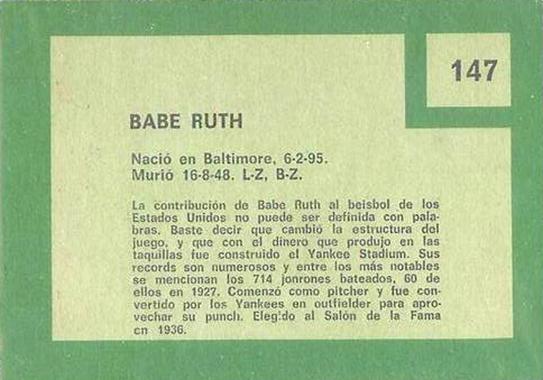 147
BABE RUTH
Nació en Baltimore, 6-2-95.
Murió 16-8-48. L-Z, B-Z.
La contribución de Babe Ruth al beisbol de los
Estados Unidos no puede ser definida con pala-
bras. Baste decir que cambió la estructura del
juego, y que con el dinero que produjo en las
taquillas fue construido el Yankee Stadium. Sus
records son numerosos y entre los más notables
se mencionan los 714 jonrones bateados, 60 de
ellos en 1927. Comenzó como pitcher y fue con-
vertido por los Yankees en outfielder para apro-
vechar su punch. Elegido al Salón de la Fama
en 1936.